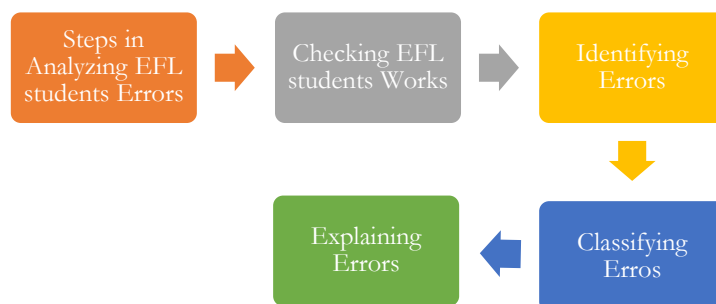 Steps in
Analyzing EFL
students Errors
Checking EFL
students Works
Identifying
Errors
Classifying
Erros
Explaining
Errors